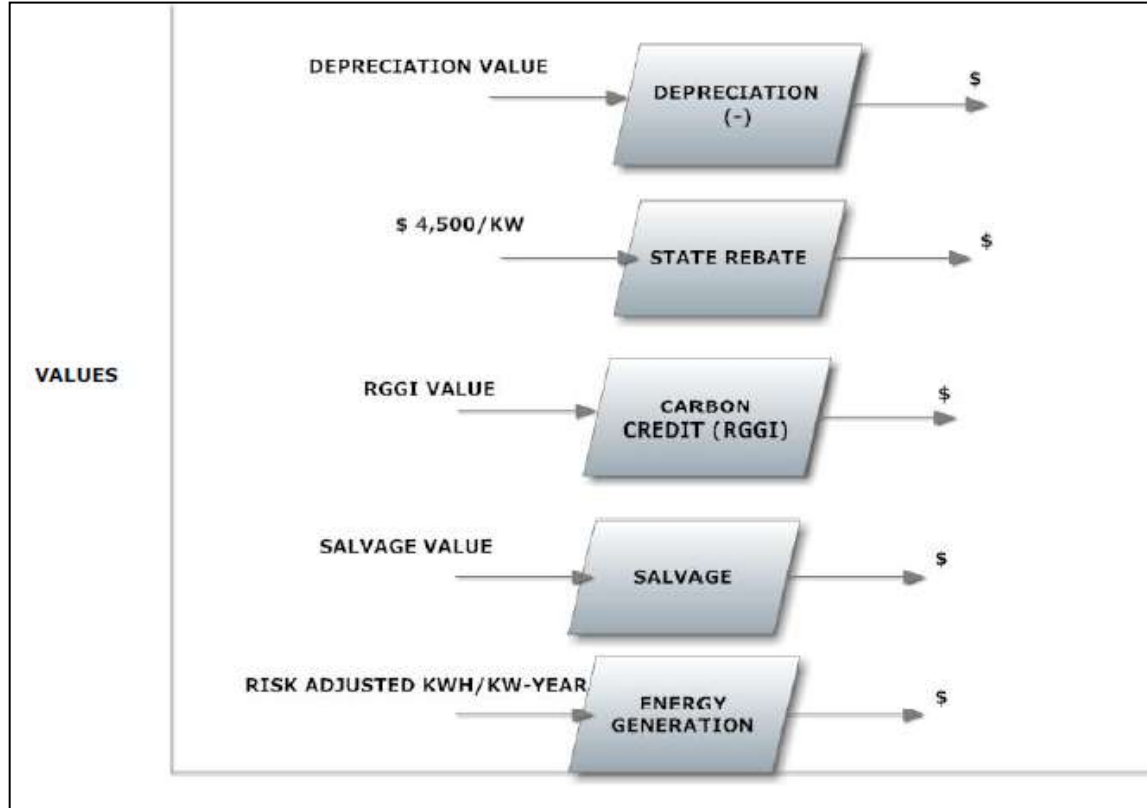 DEPRECIATION VALUE
DEPRECIATION
(-)
$
$ 4,500/KW
STATE REBATE
$
VALUES
RGGI VALUE
CARBON
CREDIT (RGGI)
$
SALVAGE VALUE
SALVAGE
$
RISK ADJUSTED KWH/KW-YEAR
ENERGY
GENERATION
$